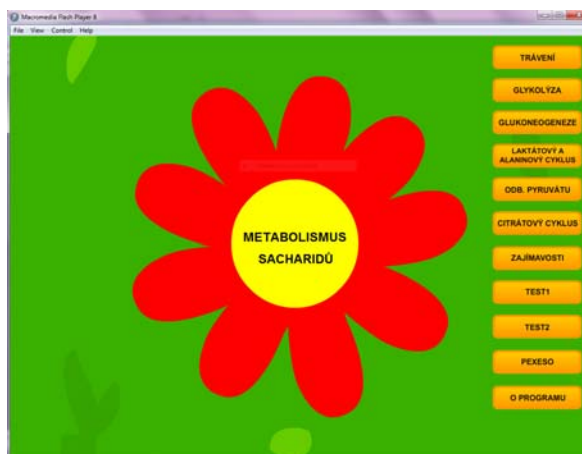 Macromedia Flash Player 8
File View Control Help
TRÁVENÍ
GLYKOLÝZA
GLUKONEOGENEZE
LAKTÁTOVÝ A
ALANINOVÝ CYKLUS
ODB. PYRUVÁTU
CITRÁTOVÝ CYKLUS
ZAJÍMAVOSTI
TEST1
TEST2
PEXESO
O PROGRAMU
METABOLISMUS
SACHARIDŮ